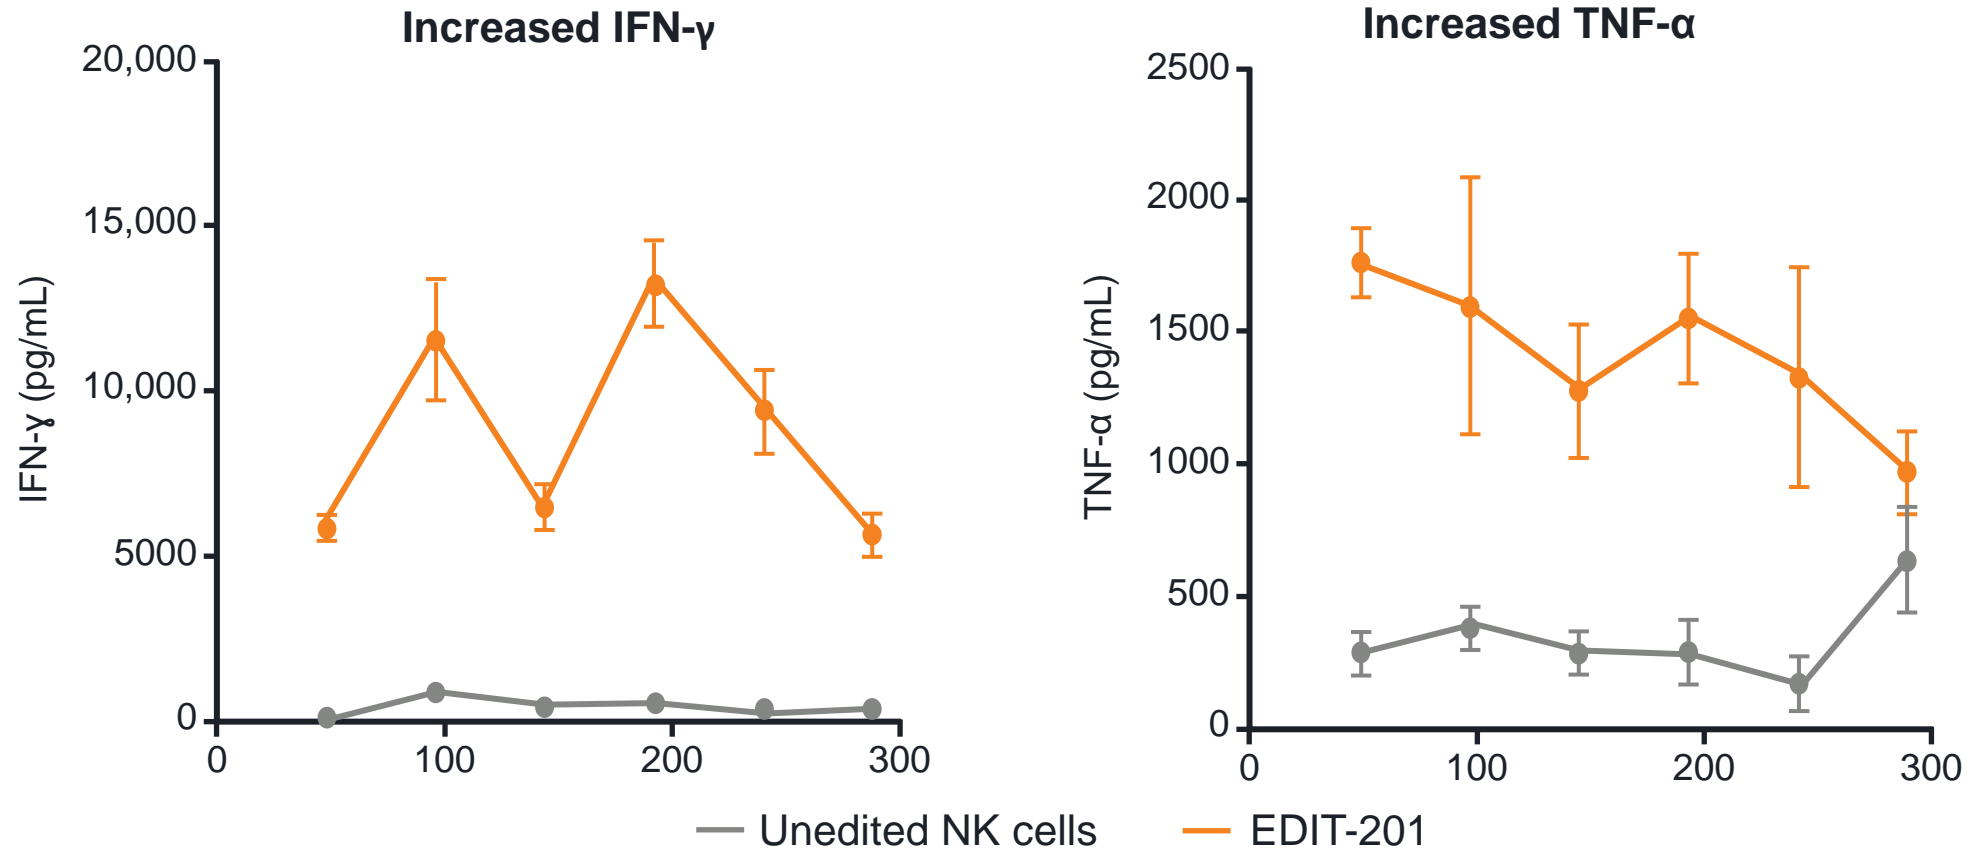 Increased IFN-γ
IFN-γ (pg/mL)
20,000
15,000
10,000
5000
0
0 100 200 300
Increased TNF-α
TNF-α (pg/mL)
2500
2000
1500
1000
500
0
0 100 200 300
Unedited NK cells EDIT-201